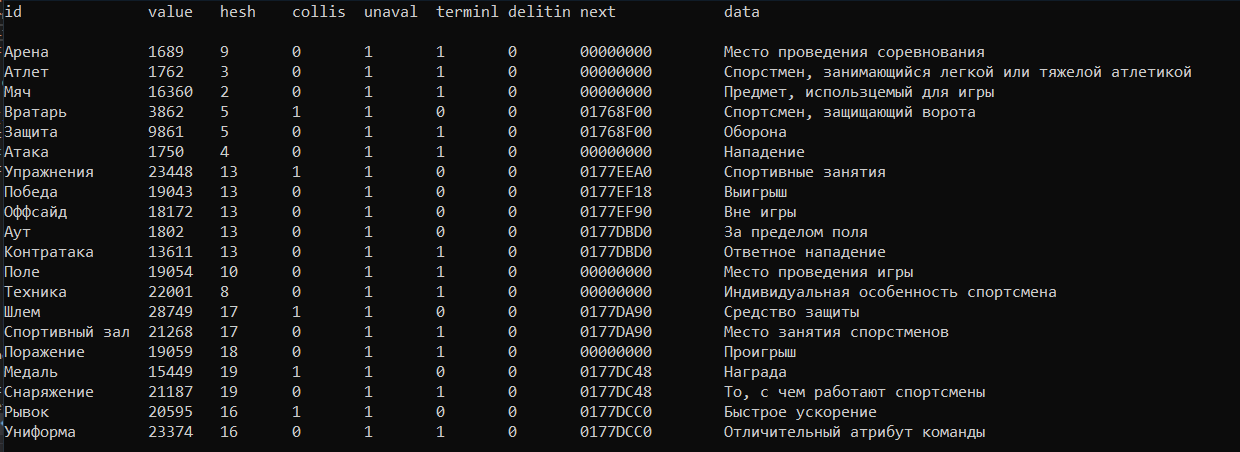 id value hesh collis unaval terminl delitin next data
Арена 1689 9 0 1 1 0 00000000 Место проведения соревнования
Атлет 1762 3 0 1 1 0 00000000 Спорстмен, занимающийся легкой или тяжелой атлетикой
Мяч 16360 2 0 1 1 0 00000000 Предмет, использцемый для игры
Вратарь 3862 5 1 1 0 0 01768F00 Спортсмен, защищающий ворота
Защита 9861 5 0 1 1 0 01768F00 Оборона
Атака 1750 4 0 1 1 0 00000000 Нападение
Упражнения 23448 13 1 1 0 0 0177EEA0 Спортивные занятия
Победа 19043 13 0 1 0 0 0177EF18 Выигрыш
Оффсайд 18172 13 0 1 0 0 0177EF90 Вне игры
Аут 1802 13 0 1 0 0 0177DBD0 За пределом поля
Контратака 13611 13 0 1 1 0 0177DBD0 Ответное нападение
Поле 19054 10 0 1 1 0 00000000 Место проведения игры
Техника 22001 8 0 1 1 0 00000000 Индивидуальная особенность спортсмена
Шлем 28749 17 1 1 0 0 0177DA90 Средство защиты
Спортивный зал 21268 17 0 1 1 0 0177DA90 Место занятия спорстменов
Поражение 19059 18 0 1 1 0 00000000 Проигрыш
Медаль 15449 19 1 1 0 0 0177DC48 Награда
Снаряжение 21187 19 0 1 1 0 0177DC48 То, с чем работают спортсмены
Рывок 20595 16 1 1 0 0 0177DCC0 Быстрое ускорение
Униформа 23374 16 0 1 1 0 0177DCC0 Отличительный атрибут команды